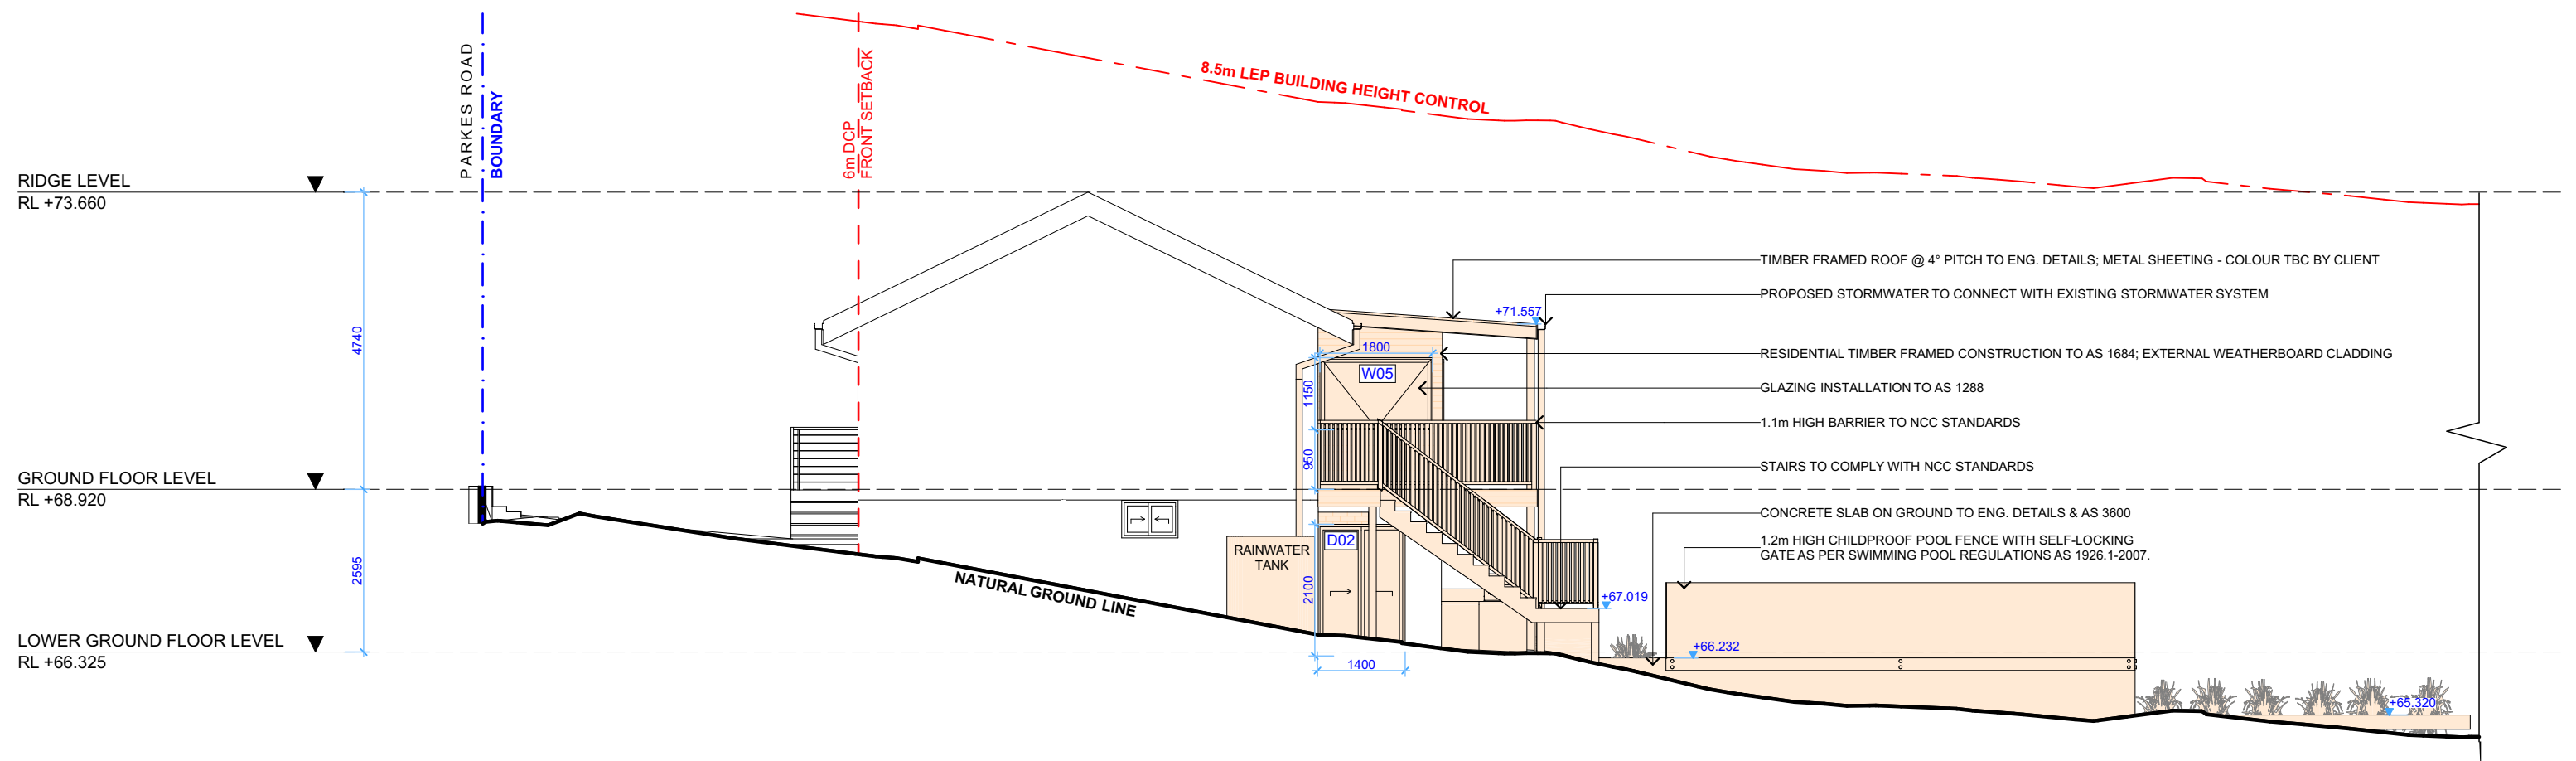 PARKES ROAD
BOUNDARY
6m DCP
FRONT SETBACK
8.5m LEP BUILDING HEIGHT CONTROL
RIDGE LEVEL
RL +73.660
4740
GROUND FLOOR LEVEL
RL +68.920
2595
LOWER GROUND FLOOR LEVEL
RL +66.325
NATURAL GROUND LINE
RAINWATER
TANK
+71.557
1800
W05
1150
950
D02
2100
1400
+67.019
+66.232
+65.320
TIMBER FRAMED ROOF @ 4° PITCH TO ENG. DETAILS; METAL SHEETING - COLOUR TBC BY CLIENT
PROPOSED STORMWATER TO CONNECT WITH EXISTING STORMWATER SYSTEM
RESIDENTIAL TIMBER FRAMED CONSTRUCTION TO AS 1684; EXTERNAL WEATHERBOARD CLADDING
GLAZING INSTALLATION TO AS 1288
1.1m HIGH BARRIER TO NCC STANDARDS
STAIRS TO COMPLY WITH NCC STANDARDS
CONCRETE SLAB ON GROUND TO ENG. DETAILS & AS 3600
1.2m HIGH CHILDPROOF POOL FENCE WITH SELF-LOCKING
GATE AS PER SWIMMING POOL REGULATIONS AS 1926.1-2007.